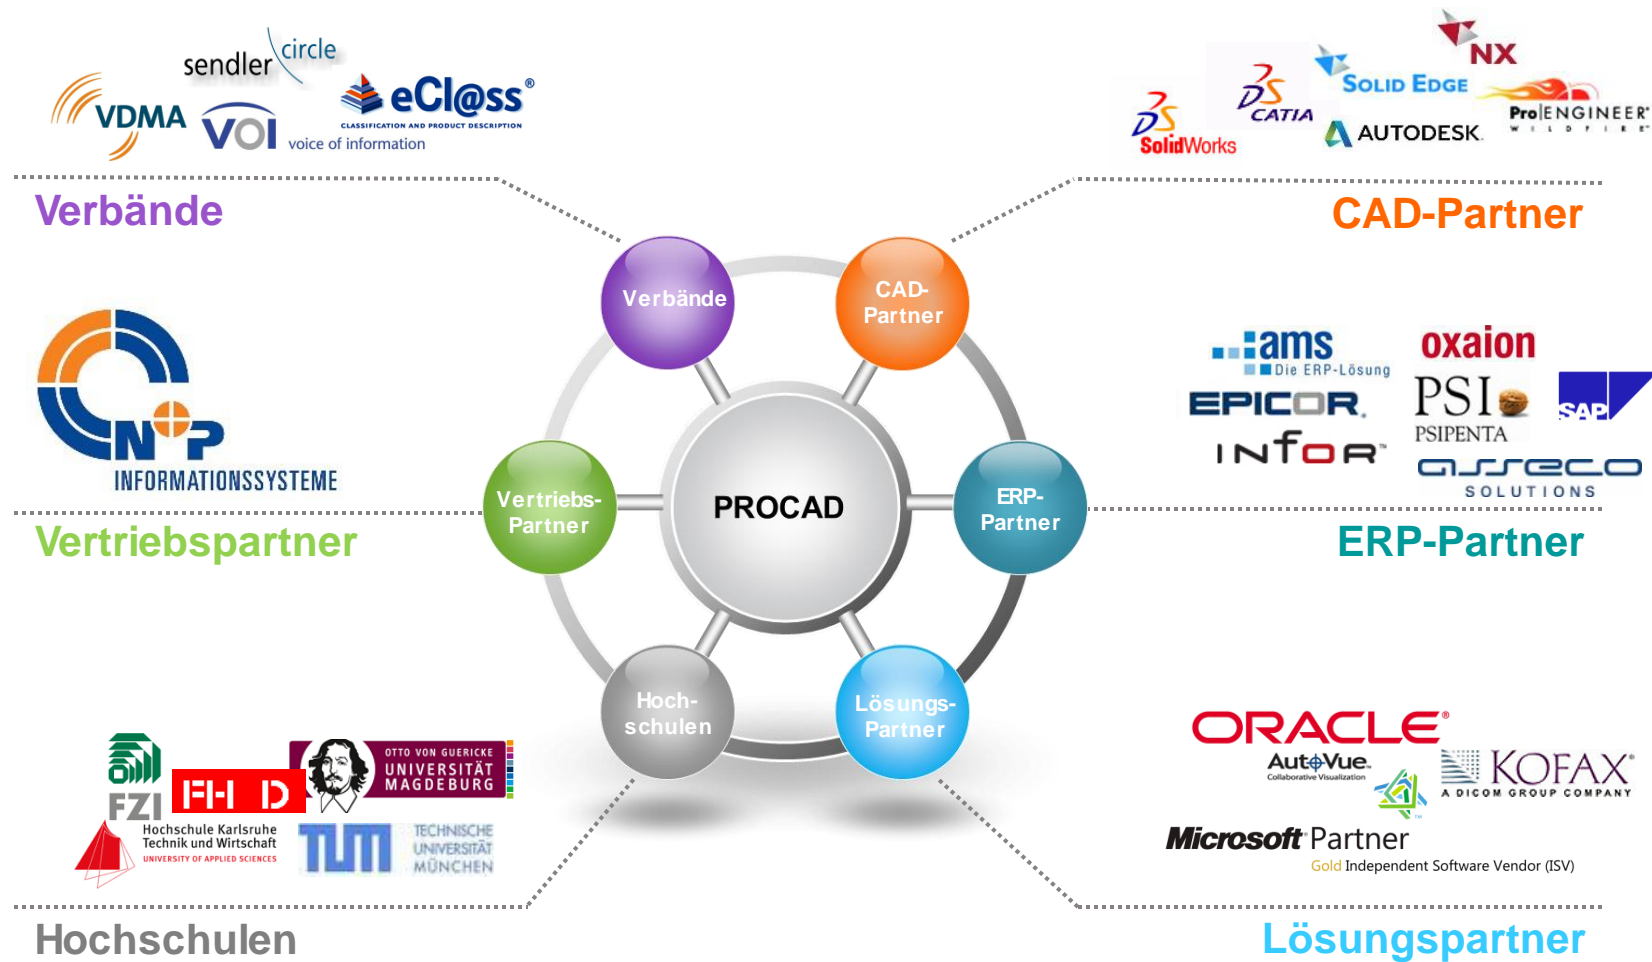 sendler circle
VDMA
VOI voice of information
eCl@ss®
CLASSIFICATION AND PRODUCT DESCRIPTION
Verbände
NX
SOLID EDGE
CATIA
SolidWorks
AUTODESK.
Pro|ENGINEER®
WILDFIRE™
CAD-Partner
Verbände
CAD-
Partner
N+P
INFORMATIONSSYSTEME
Vertriebspartner
Vertriebs-
Partner
PROCAD
ERP-
Partner
ams
Die ERP-Lösung
oxaion
EPICOR.
PSI
PSIPENTA
SAP
INFOR™
asseco
SOLUTIONS
ERP-Partner
Hoch-
schulen
Lösungs-
Partner
FZI
FH D
OTTO VON GUERICKE
UNIVERSITÄT
MAGDEBURG
Hochschule Karlsruhe
Technik und Wirtschaft
UNIVERSITY OF APPLIED SCIENCES
TUM
TECHNISCHE
UNIVERSITÄT
MÜNCHEN
Hochschulen
ORACLE®
AutoVue™
Collaborative Visualization
KOFAX®
A DICOM GROUP COMPANY
Microsoft® Partner
Gold Independent Software Vendor (ISV)
Lösungspartner